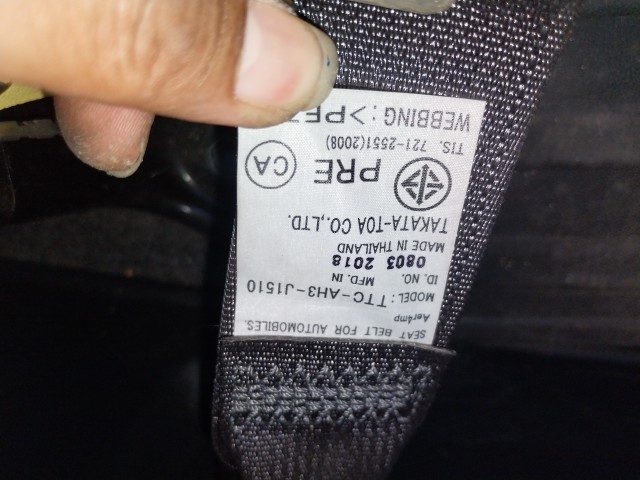 SEAT BELT FOR AUTOMOBILES.
Aer4mp
MODEL: TTC-AH3-J1510
ID. NO. MFD. IN
0803 2018
MADE IN THAILAND
TAKATA-TOA CO.,LTD.
PRE CA
TIS. 721-2551(2008)
WEBBING: >PE